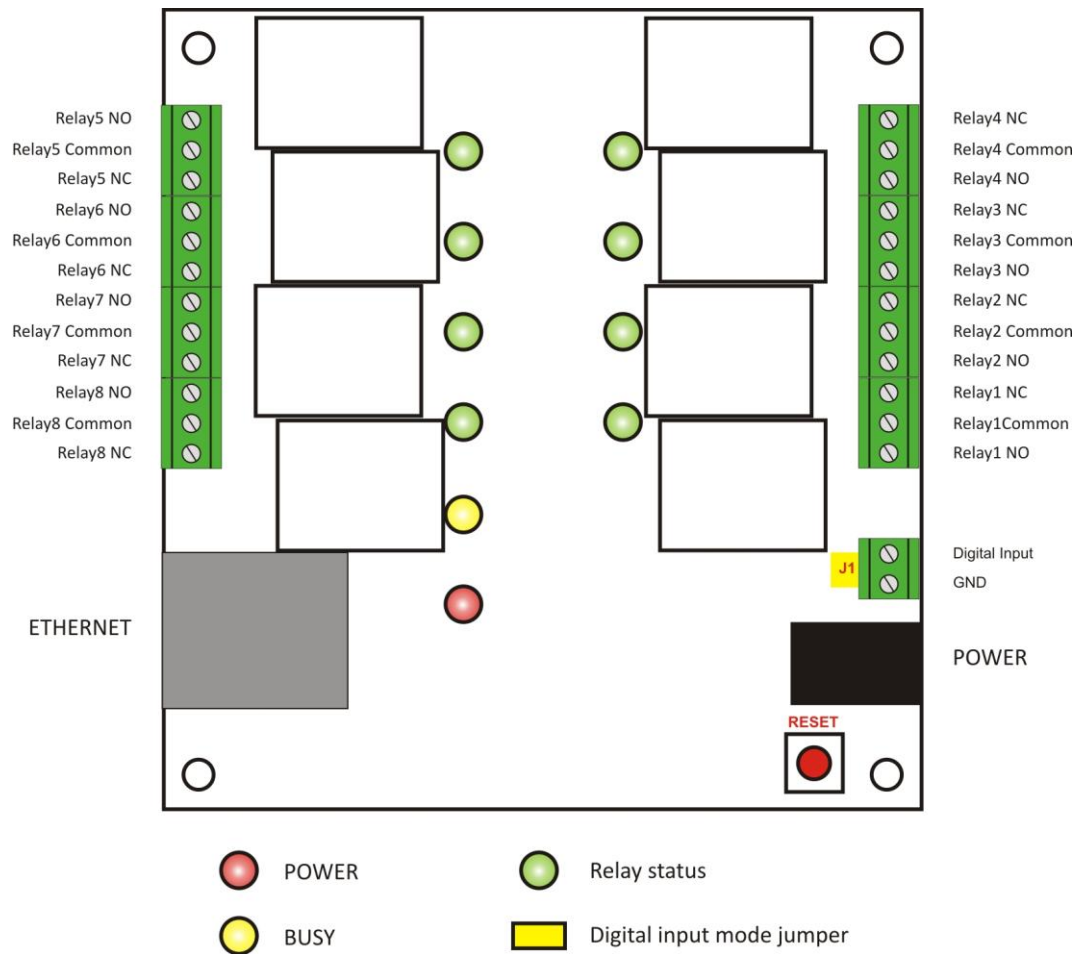 Relay5 NO
Relay5 Common
Relay5 NC
Relay6 NO
Relay6 Common
Relay6 NC
Relay7 NO
Relay7 Common
Relay7 NC
Relay8 NO
Relay8 Common
Relay8 NC
ETHERNET
Relay4 NC
Relay4 Common
Relay4 NO
Relay3 NC
Relay3 Common
Relay3 NO
Relay2 NC
Relay2 Common
Relay2 NO
Relay1 NC
Relay1Common
Relay1 NO
J1
Digital Input
GND
POWER
RESET
POWER
Relay status
BUSY
Digital input mode jumper